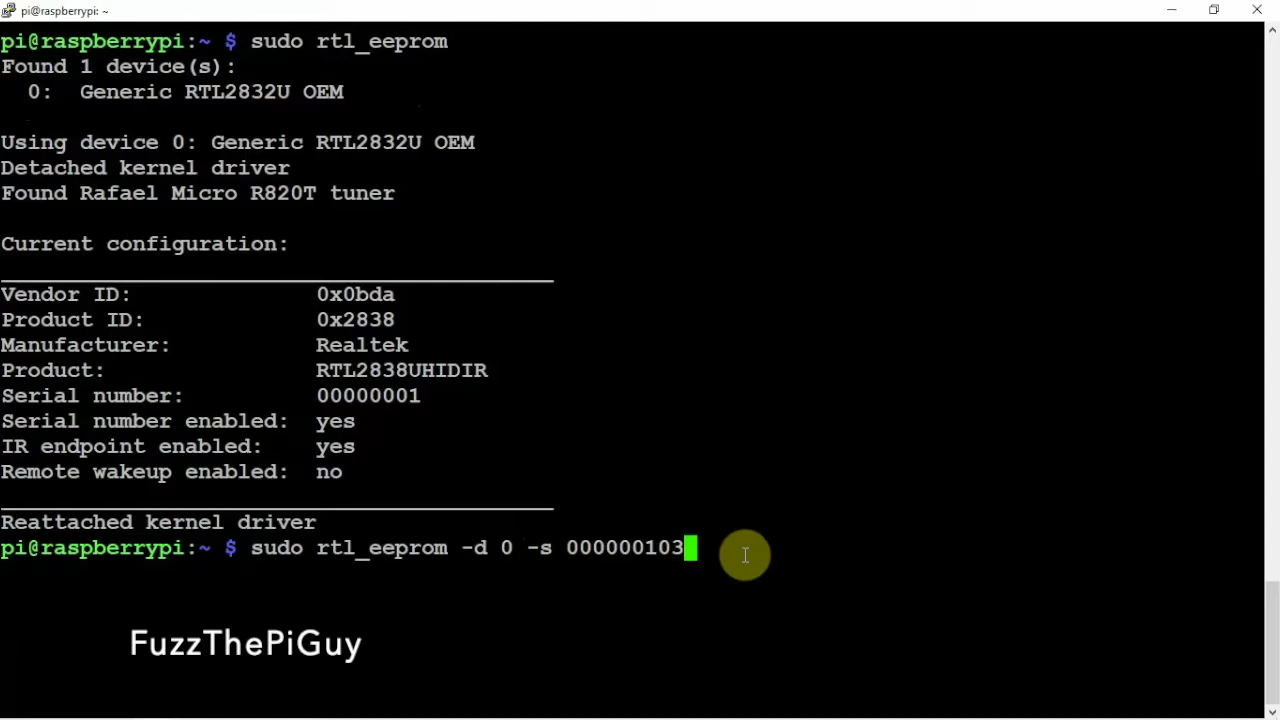 pi@raspberrypi: ~
pi@raspberrypi:~ $ sudo rtl_eeprom
Found 1 device(s):
  0:  Generic RTL2832U OEM
Using device 0: Generic RTL2832U OEM
Detached kernel driver
Found Rafael Micro R820T tuner
Current configuration:
Vendor ID:              0x0bda
Product ID:             0x2838
Manufacturer:           Realtek
Product:                RTL2838UHIDIR
Serial number:          00000001
Serial number enabled:  yes
IR endpoint enabled:    yes
Remote wakeup enabled:  no
Reattached kernel driver
pi@raspberrypi:~ $ sudo rtl_eeprom -d 0 -s 000000103
FuzzThePiGuy